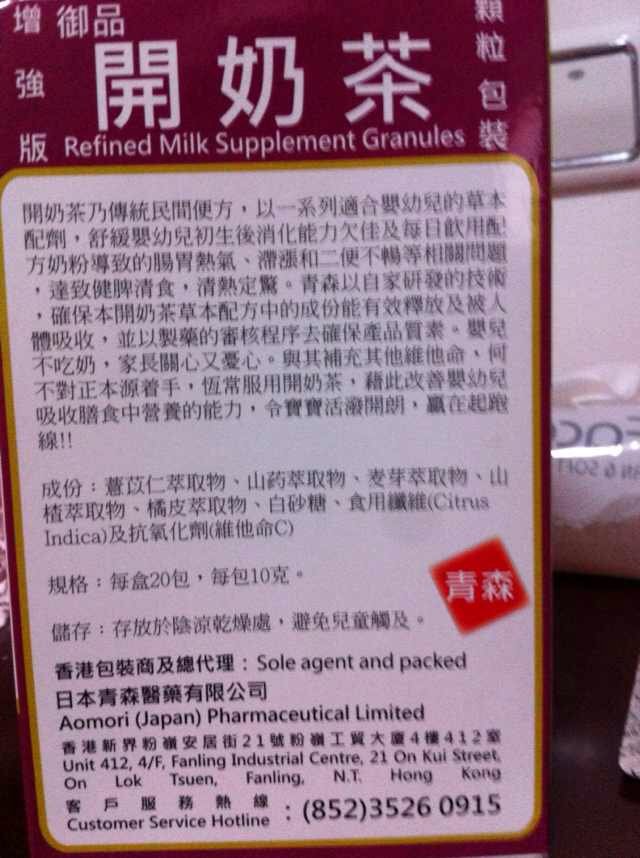 增強版
御品
開奶茶
顆粒包裝
Refined Milk Supplement Granules
開奶茶乃傳統民間便方，以一系列適合嬰幼兒的草本
配劑，舒緩嬰幼兒初生後消化能力欠佳及每日飲用配
方奶粉導致的腸胃熱氣、滯漲和二便不暢等相關問題
，達致健脾清食，清熱定驚。青森以自家研發的技術
，確保本開奶茶草本配方中的成份能有效釋放及被人
體吸收，並以製藥的審核程序去確保產品質素。嬰兒
不吃奶，家長關心又憂心。與其補充其他維他命，何
不對正本源着手，恆常服用開奶茶，藉此改善嬰幼兒
吸收膳食中營養的能力，令寶寶活潑開朗，贏在起跑
線!!
成份：薏苡仁萃取物、山葯萃取物、麦芽萃取物、山
楂萃取物、橘皮萃取物、白砂糖、食用纖維(Citrus
Indica)及抗氧化劑(維他命C)
規格：每盒20包，每包10克。
青森
儲存：存放於陰涼乾燥處，避免兒童觸及。
香港包裝商及總代理：Sole agent and packed
日本青森醫藥有限公司
Aomori (Japan) Pharmaceutical Limited
香港新界粉嶺安居街21號粉嶺工貿大廈4樓412室
Unit 412, 4/F, Fanling Industrial Centre, 21 On Kui Street,
On Lok Tsuen, Fanling, N.T. Hong Kong
客戶服務熱線
Customer Service Hotline : (852)3526 0915